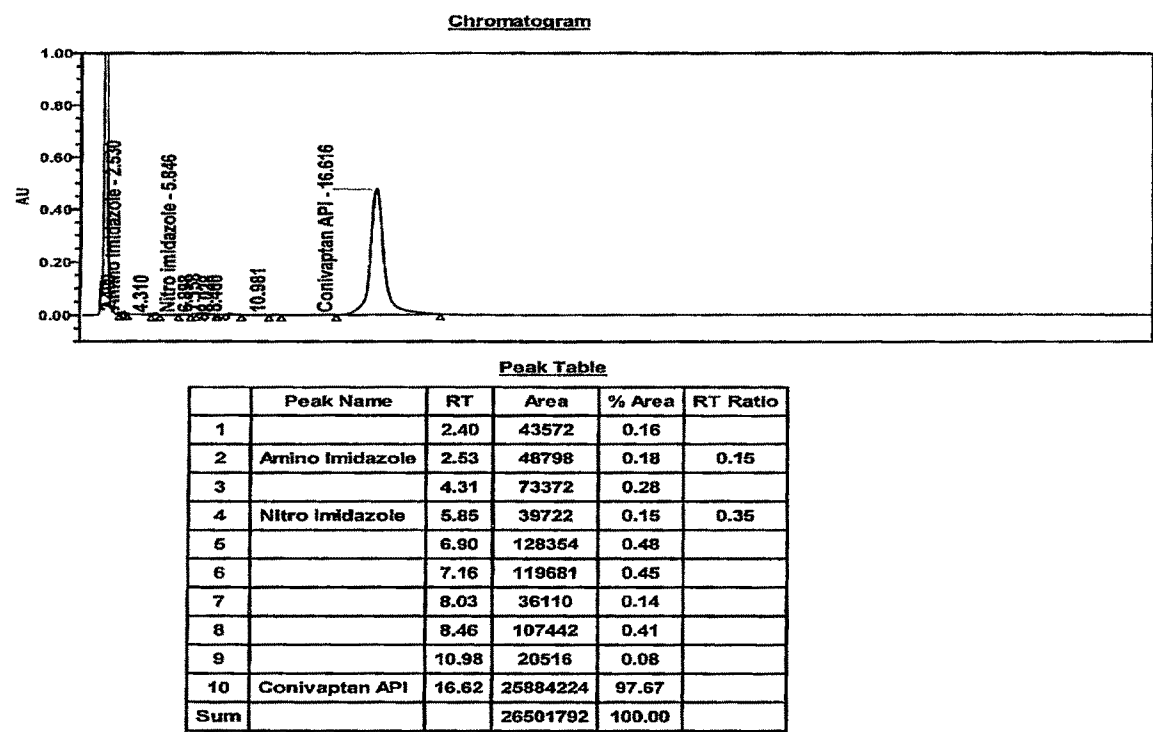 Chromatogram
1.00
0.80
0.60
0.40
0.20
0.00
AU
Amino Imidazole - 2.530
4.310
Nitro imidazole - 5.846
10.981
Conivaptan API - 16.616
Peak Table
Peak Name RT Area % Area RT Ratio
1 2.40 43572 0.16
2 Amino Imidazole 2.53 48798 0.18 0.15
3 4.31 73372 0.28
4 Nitro imidazole 5.85 39722 0.15 0.35
5 6.90 128354 0.48
6 7.16 119681 0.45
7 8.03 36110 0.14
8 8.46 107442 0.41
9 10.98 20516 0.08
10 Conivaptan API 16.62 25884224 97.67
Sum 26501792 100.00